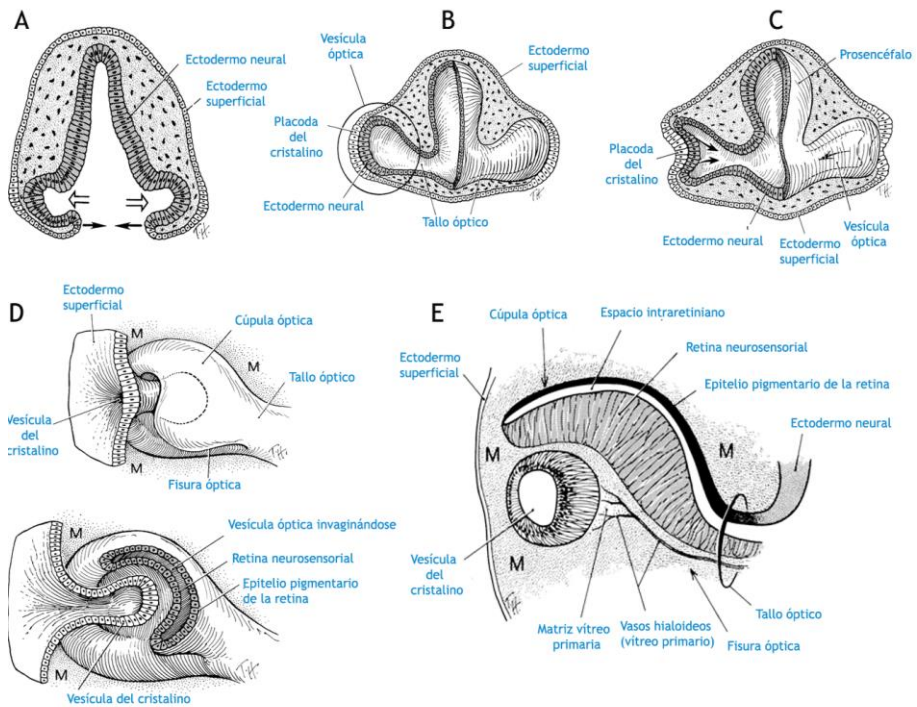 A
Ectodermo neural
Ectodermo
superficial
B
Vesícula
óptica
Ectodermo
superficial
Placoda
del
cristalino
Ectodermo neural
Tallo óptico
C
Prosencéfalo
Placoda
del
cristalino
Ectodermo neural
Ectodermo
superficial
Vesícula
óptica
D
Ectodermo
superficial
M
Cúpula óptica
M
Tallo óptico
Vesícula
del
cristalino
M
Fisura óptica
M
Vesícula óptica invaginándose
Retina neurosensorial
Epitelio pigmentario
de la retina
M
Vesícula del cristalino
E
Cúpula óptica
Espacio intraretiniano
Ectodermo
superficial
Retina neurosensorial
Epitelio pigmentario de la retina
Ectodermo neural
M
M
Vesícula
del
cristalino
M
Matriz vítreo
primaria
Vasos hialoideos
(vítreo primario)
Fisura óptica
Tallo óptico